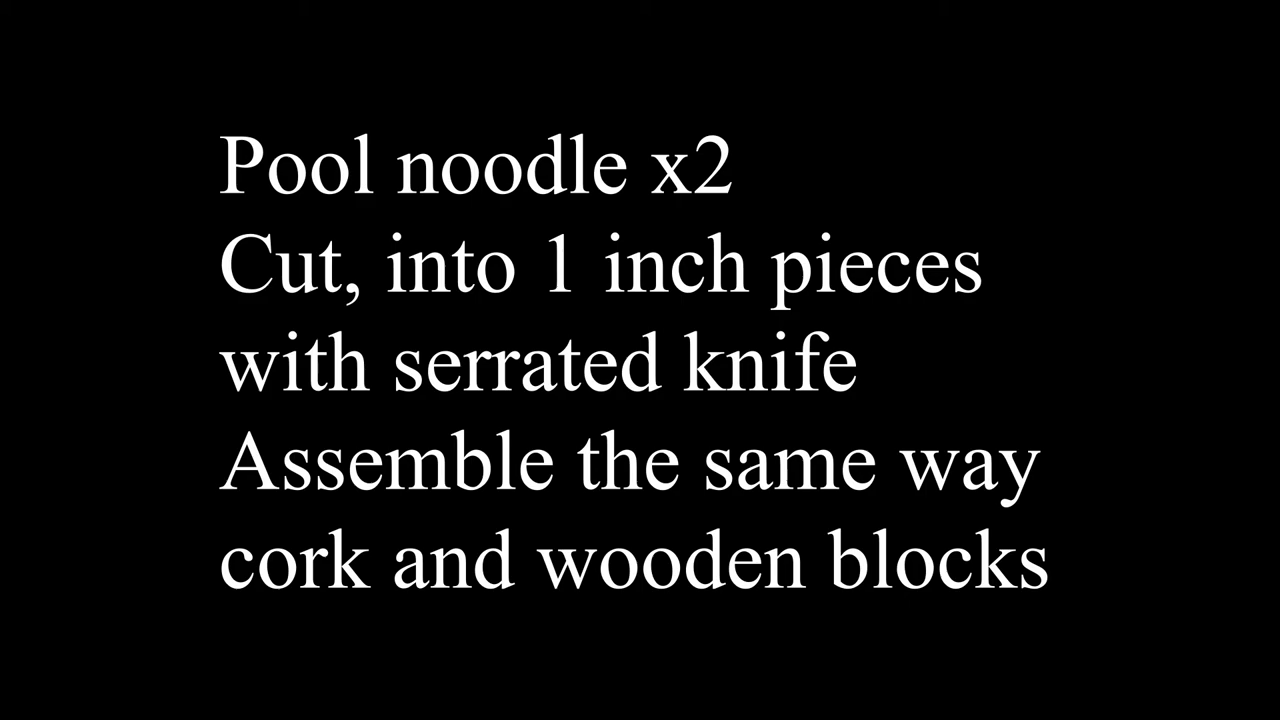 Pool noodle x2
Cut, into 1 inch pieces
with serrated knife
Assemble the same way
cork and wooden blocks